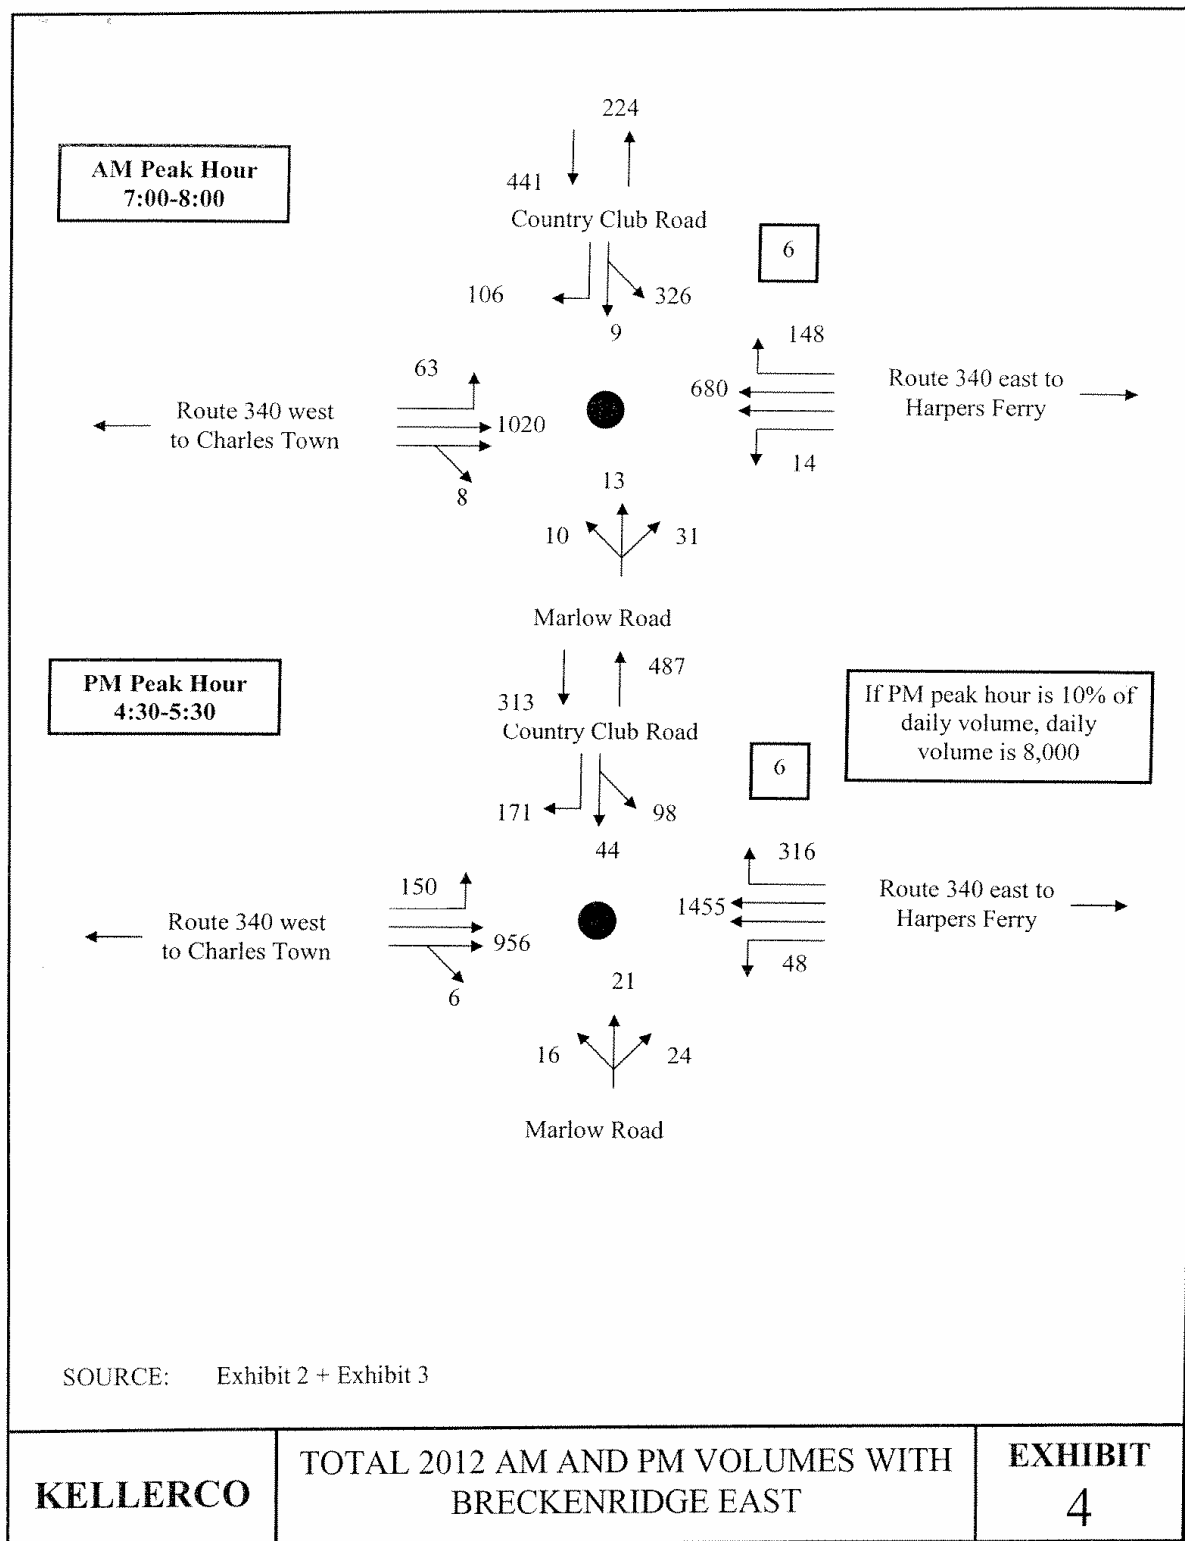 224
AM Peak Hour
7:00-8:00
441
Country Club Road
6
106
326
9
148
63
680
Route 340 east to
Harpers Ferry
Route 340 west
to Charles Town
1020
14
8
13
10
31
Marlow Road
487
PM Peak Hour
4:30-5:30
313
Country Club Road
If PM peak hour is 10% of
daily volume, daily
volume is 8,000
6
171
98
44
316
150
1455
Route 340 east to
Harpers Ferry
Route 340 west
to Charles Town
956
48
6
21
16
24
Marlow Road
SOURCE: Exhibit 2 + Exhibit 3
KELLERCO
TOTAL 2012 AM AND PM VOLUMES WITH
BRECKENRIDGE EAST
EXHIBIT
4